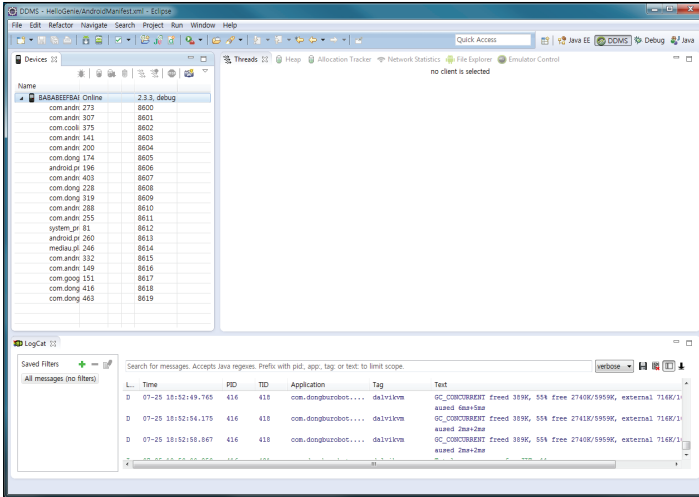 DDMS - HelloGenie/AndroidManifest.xml - Eclipse
File Edit Refactor Navigate Search Project Run Window Help
Quick Access Java EE DDMS Debug Java
Devices
Threads Heap Allocation Tracker Network Statistics File Explorer Emulator Control
no client is selected
Name
BABABEEFBAB Online 2.3.3, debug
com.andro 273 8600
com.andro 307 8601
com.cooli 375 8602
com.andro 141 8603
com.andro 200 8604
com.dong 174 8605
android.pr 196 8606
com.andro 403 8607
com.dong 228 8608
com.dong 319 8609
com.andro 288 8610
com.andro 255 8611
system_pr 81 8612
android.pr 260 8613
mediau.pl 246 8614
com.andro 332 8615
com.andro 149 8616
com.goog 151 8617
com.dong 416 8618
com.dong 463 8619
LogCat
Saved Filters
All messages (no filters)
Search for messages. Accepts Java regexes. Prefix with pid:, app:, tag: or text: to limit scope.
verbose
L... Time PID TID Application Tag Text
D 07-25 18:52:49.765 416 418 com.dongburobot.... dalvikvm GC_CONCURRENT freed 389K, 55% free 2740K/5959K, external 716K/1
aused 6ms+5ms
D 07-25 18:52:54.175 416 418 com.dongburobot.... dalvikvm GC_CONCURRENT freed 389K, 55% free 2741K/5959K, external 716K/1
aused 2ms+2ms
D 07-25 18:52:58.867 416 418 com.dongburobot.... dalvikvm GC_CONCURRENT freed 389K, 55% free 2740K/5959K, external 716K/1
aused 2ms+2ms